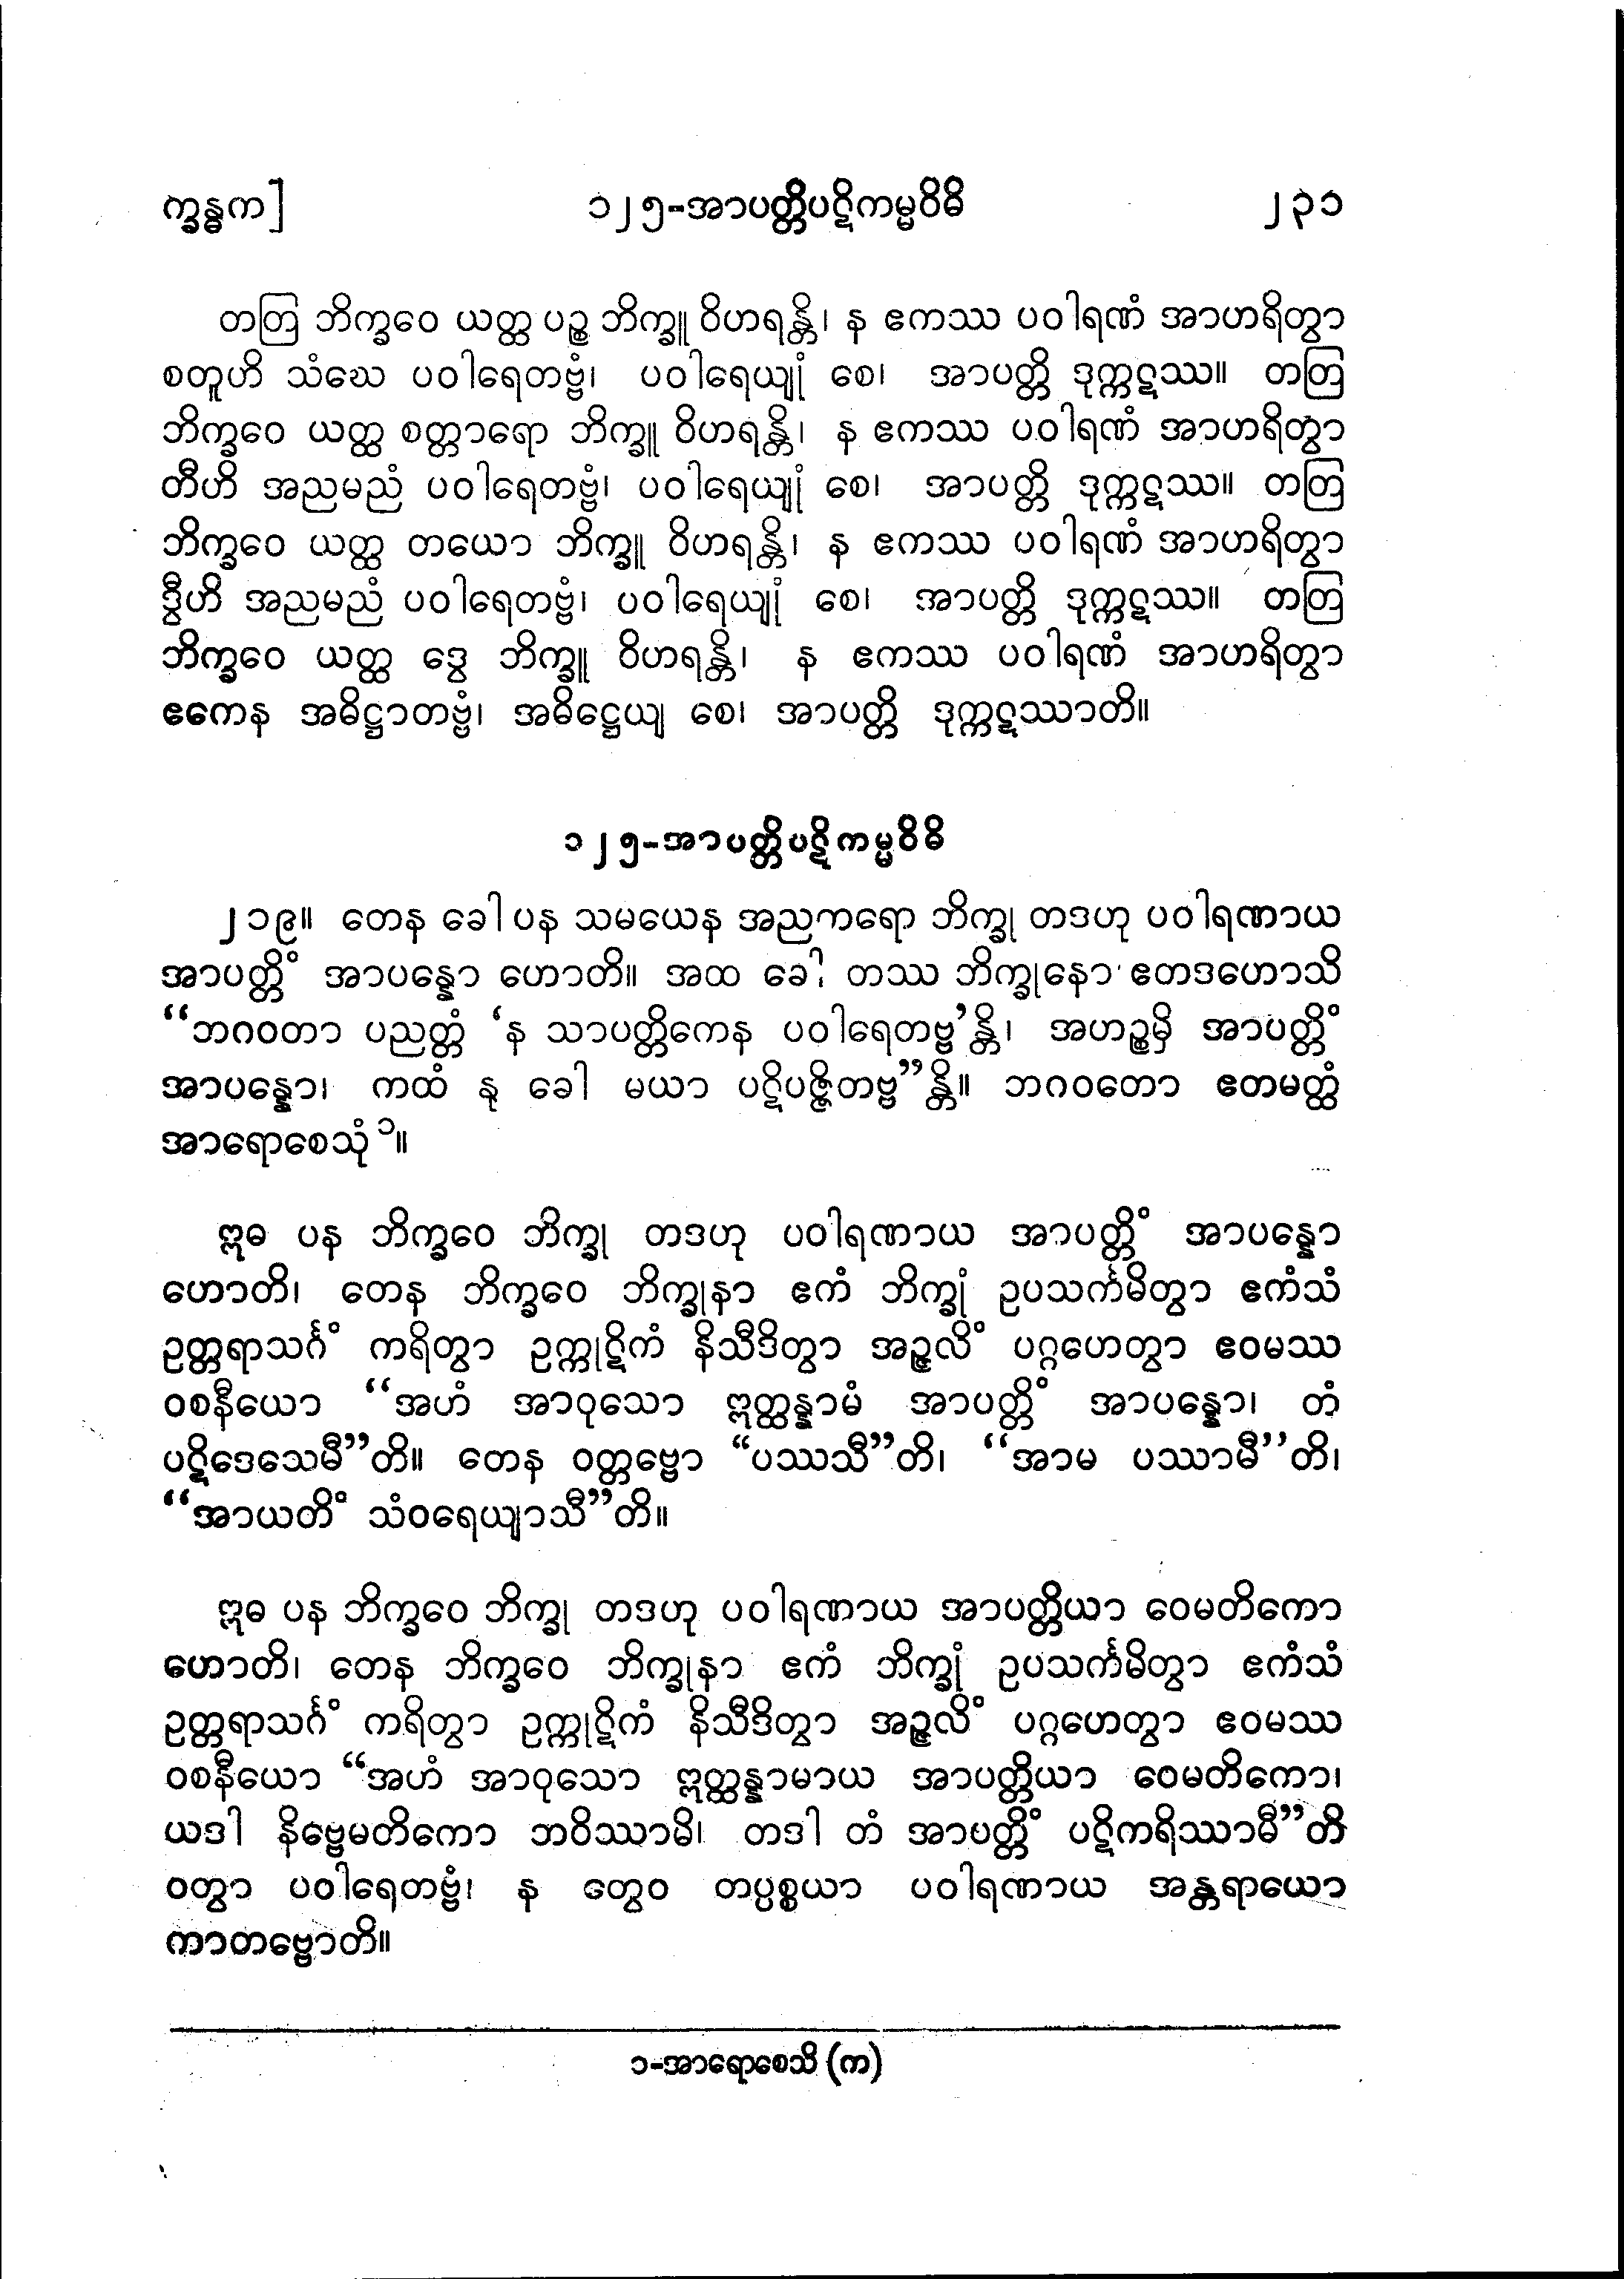 က္ခန္ဓက] ၁၂၅-အာပတ္တိပဋိကမ္မဝိဓိ ၂၃၁
တတြ ဘိက္ခဝေ ယတ္ထ ပဉ္စ ဘိက္ခူ ဝိဟရန္တိ၊ န ဧကဿ ပဝါရဏံ အာဟရိတွာ
စတူဟိ သံဃေ ပဝါရေတဗ္ဗံ၊ ပဝါရေယျုံ စေ၊ အာပတ္တိ ဒုက္ကဋဿ။ တတြ
ဘိက္ခဝေ ယတ္ထ စတ္တာရော ဘိက္ခူ ဝိဟရန္တိ၊ န ဧကဿ ပဝါရဏံ အာဟရိတွာ
တီဟိ အညမညံ ပဝါရေတဗ္ဗံ၊ ပဝါရေယျုံ စေ၊ အာပတ္တိ ဒုက္ကဋဿ။ တတြ
ဘိက္ခဝေ ယတ္ထ တယော ဘိက္ခူ ဝိဟရန္တိ၊ န ဧကဿ ပဝါရဏံ အာဟရိတွာ
ဒွီဟိ အညမညံ ပဝါရေတဗ္ဗံ၊ ပဝါရေယျုံ စေ၊ အာပတ္တိ ဒုက္ကဋဿ။ တတြ
ဘိက္ခဝေ ယတ္ထ ဒွေ ဘိက္ခူ ဝိဟရန္တိ၊ န ဧကဿ ပဝါရဏံ အာဟရိတွာ
ဧကေန အဓိဋ္ဌာတဗ္ဗံ၊ အဓိဋ္ဌေယျ စေ၊ အာပတ္တိ ဒုက္ကဋဿာတိ။
၁၂၅-အာပတ္တိပဋိကမ္မဝိဓိ
၂၁၉။ တေန ခေါ ပန သမယေန အညကရော ဘိက္ခု တဒဟု ပဝါရဏာယ
အာပတ္တိံ အာပန္နော ဟောတိ။ အထ ခေါ တဿ ဘိက္ခုနော ဧတဒဟောသိ
“ဘဂဝတာ ပညတ္တံ ‘န သာပတ္တိကေန ပဝါရေတဗ္ဗ’န္တိ၊ အဟဉ္စမှိ အာပတ္တိံ
အာပန္နော၊ ကထံ နု ခေါ မယာ ပဋိပဇ္ဇိတဗ္ဗ”န္တိ။ ဘဂဝတော ဧတမတ္ထံ
အာရောစေသုံ ၁။
ဣဓ ပန ဘိက္ခဝေ ဘိက္ခု တဒဟု ပဝါရဏာယ အာပတ္တိံ အာပန္နော
ဟောတိ၊ တေန ဘိက္ခဝေ ဘိက္ခုနာ ဧကံ ဘိက္ခုံ ဥပသင်္ကမိတွာ ဧကံသံ
ဥတ္တရာသင်္ဂံ ကရိတွာ ဥက္ကုဋိကံ နိသီဒိတွာ အဉ္ဇလိံ ပဂ္ဂဟေတွာ ဧဝမဿ
ဝစနီယော “အဟံ အာဝုသော ဣတ္ထန္နာမံ အာပတ္တိံ အာပန္နော၊ တံ
ပဋိဒေသေမီ”တိ။ တေန ဝတ္တဗ္ဗော “ပဿသီ”တိ၊ “အာမ ပဿာမီ”တိ၊
“အာယတိံ သံဝရေယျာသီ”တိ။
ဣဓ ပန ဘိက္ခဝေ ဘိက္ခု တဒဟု ပဝါရဏာယ အာပတ္တိယာ ဝေမတိကော
ဟောတိ၊ တေန ဘိက္ခဝေ ဘိက္ခုနာ ဧကံ ဘိက္ခုံ ဥပသင်္ကမိတွာ ဧကံသံ
ဥတ္တရာသင်္ဂံ ကရိတွာ ဥက္ကုဋိကံ နိသီဒိတွာ အဉ္ဇလိံ ပဂ္ဂဟေတွာ ဧဝမဿ
ဝစနီယော “အဟံ အာဝုသော ဣတ္ထန္နာမာယ အာပတ္တိယာ ဝေမတိကော၊
ယဒါ နိဗ္ဗေမတိကော ဘဝိဿာမိ၊ တဒါ တံ အာပတ္တိံ ပဋိကရိဿာမီ”တိ
ဝတွာ ပဝါရေတဗ္ဗံ၊ န တွေဝ တပ္ပစ္စယာ ပဝါရဏာယ အန္တရာယော
ကာတဗ္ဗောတိ။
၁-အာရောစေသိ (က)